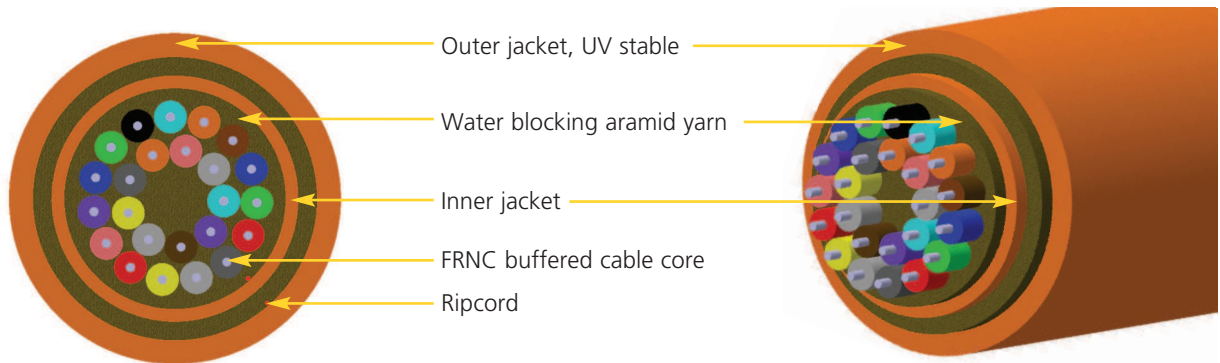 Outer jacket, UV stable
Water blocking aramid yarn
Inner jacket
FRNC buffered cable core
Ripcord